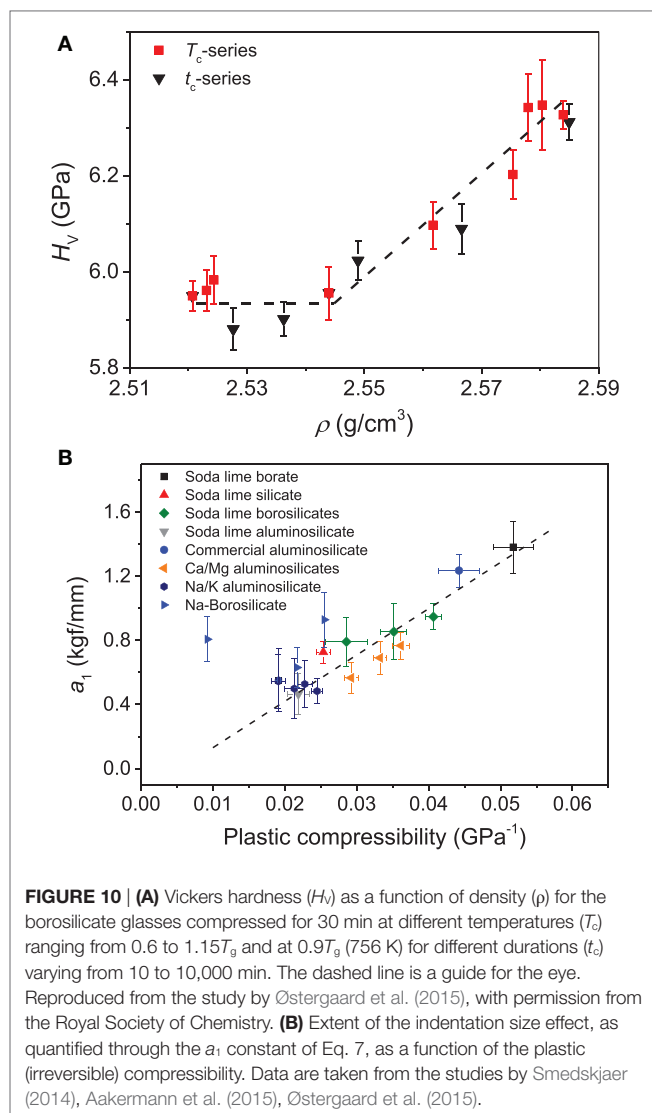 A
T_c-series
t_c-series
6.4
6.2
6.0
5.8
H_V (GPa)
2.51 2.53 2.55 2.57 2.59
ρ (g/cm³)
B
Soda lime borate
Soda lime silicate
Soda lime borosilicates
Soda lime aluminosilicate
Commercial aluminosilicate
Ca/Mg aluminosilicates
Na/K aluminosilicate
Na-Borosilicate
1.6
1.2
0.8
0.4
0.0
a₁ (kgf/mm)
0.00 0.01 0.02 0.03 0.04 0.05 0.06
Plastic compressibility (GPa⁻¹)
FIGURE 10 | (A) Vickers hardness (H_V) as a function of density (ρ) for the
borosilicate glasses compressed for 30 min at different temperatures (T_c)
ranging from 0.6 to 1.15T_g and at 0.9T_g (756 K) for different durations (t_c)
varying from 10 to 10,000 min. The dashed line is a guide for the eye.
Reproduced from the study by Østergaard et al. (2015), with permission from
the Royal Society of Chemistry. (B) Extent of the indentation size effect, as
quantified through the a₁ constant of Eq. 7, as a function of the plastic
(irreversible) compressibility. Data are taken from the studies by Smedskjaer
(2014), Aakermann et al. (2015), Østergaard et al. (2015).